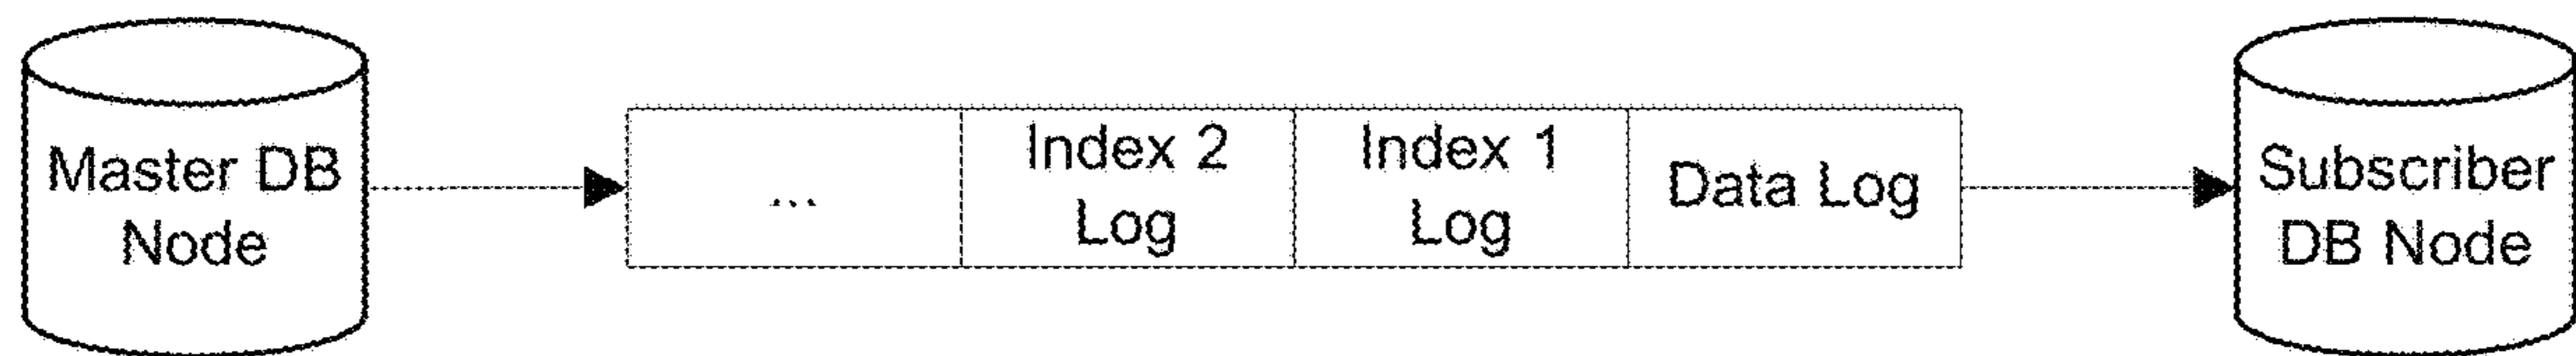 Master DB
Node
...
Index 2
Log
Index 1
Log
Data Log
Subscriber
DB Node